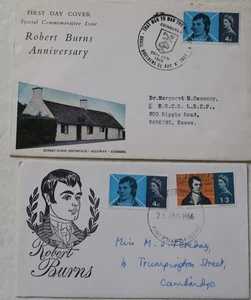 FIRST DAY COVER
Special Commemorative Issue
Robert Burns
Anniversary
4D
Dr. Margaret M. Sweeney,
M.R.C.S. L.R.C.P.,
Ripple Road,
BARKING, Essex.
ROBERT BURNS BIRTHPLACE - ALLOWAY - AYRSHIRE
4D
1/3
25 JAN 1966
Robert
Burns
Miss M.
4 Trumpington Street
Cambridge